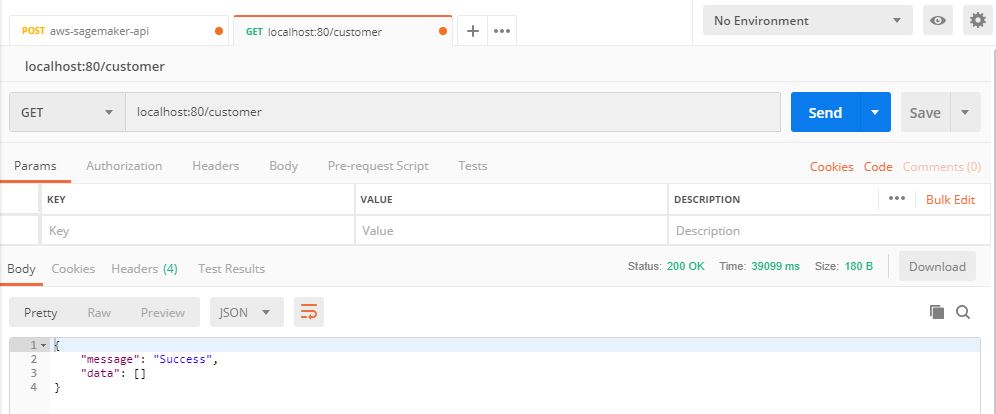 POST aws-sagemaker-api GET localhost:80/customer No Environment
localhost:80/customer
GET localhost:80/customer Send Save
Params Authorization Headers Body Pre-request Script Tests Cookies Code Comments (0)
KEY VALUE DESCRIPTION Bulk Edit
Key Value Description
Body Cookies Headers (4) Test Results Status: 200 OK Time: 39099 ms Size: 180 B Download
Pretty Raw Preview JSON
1 {
2 "message": "Success",
3 "data": []
4 }